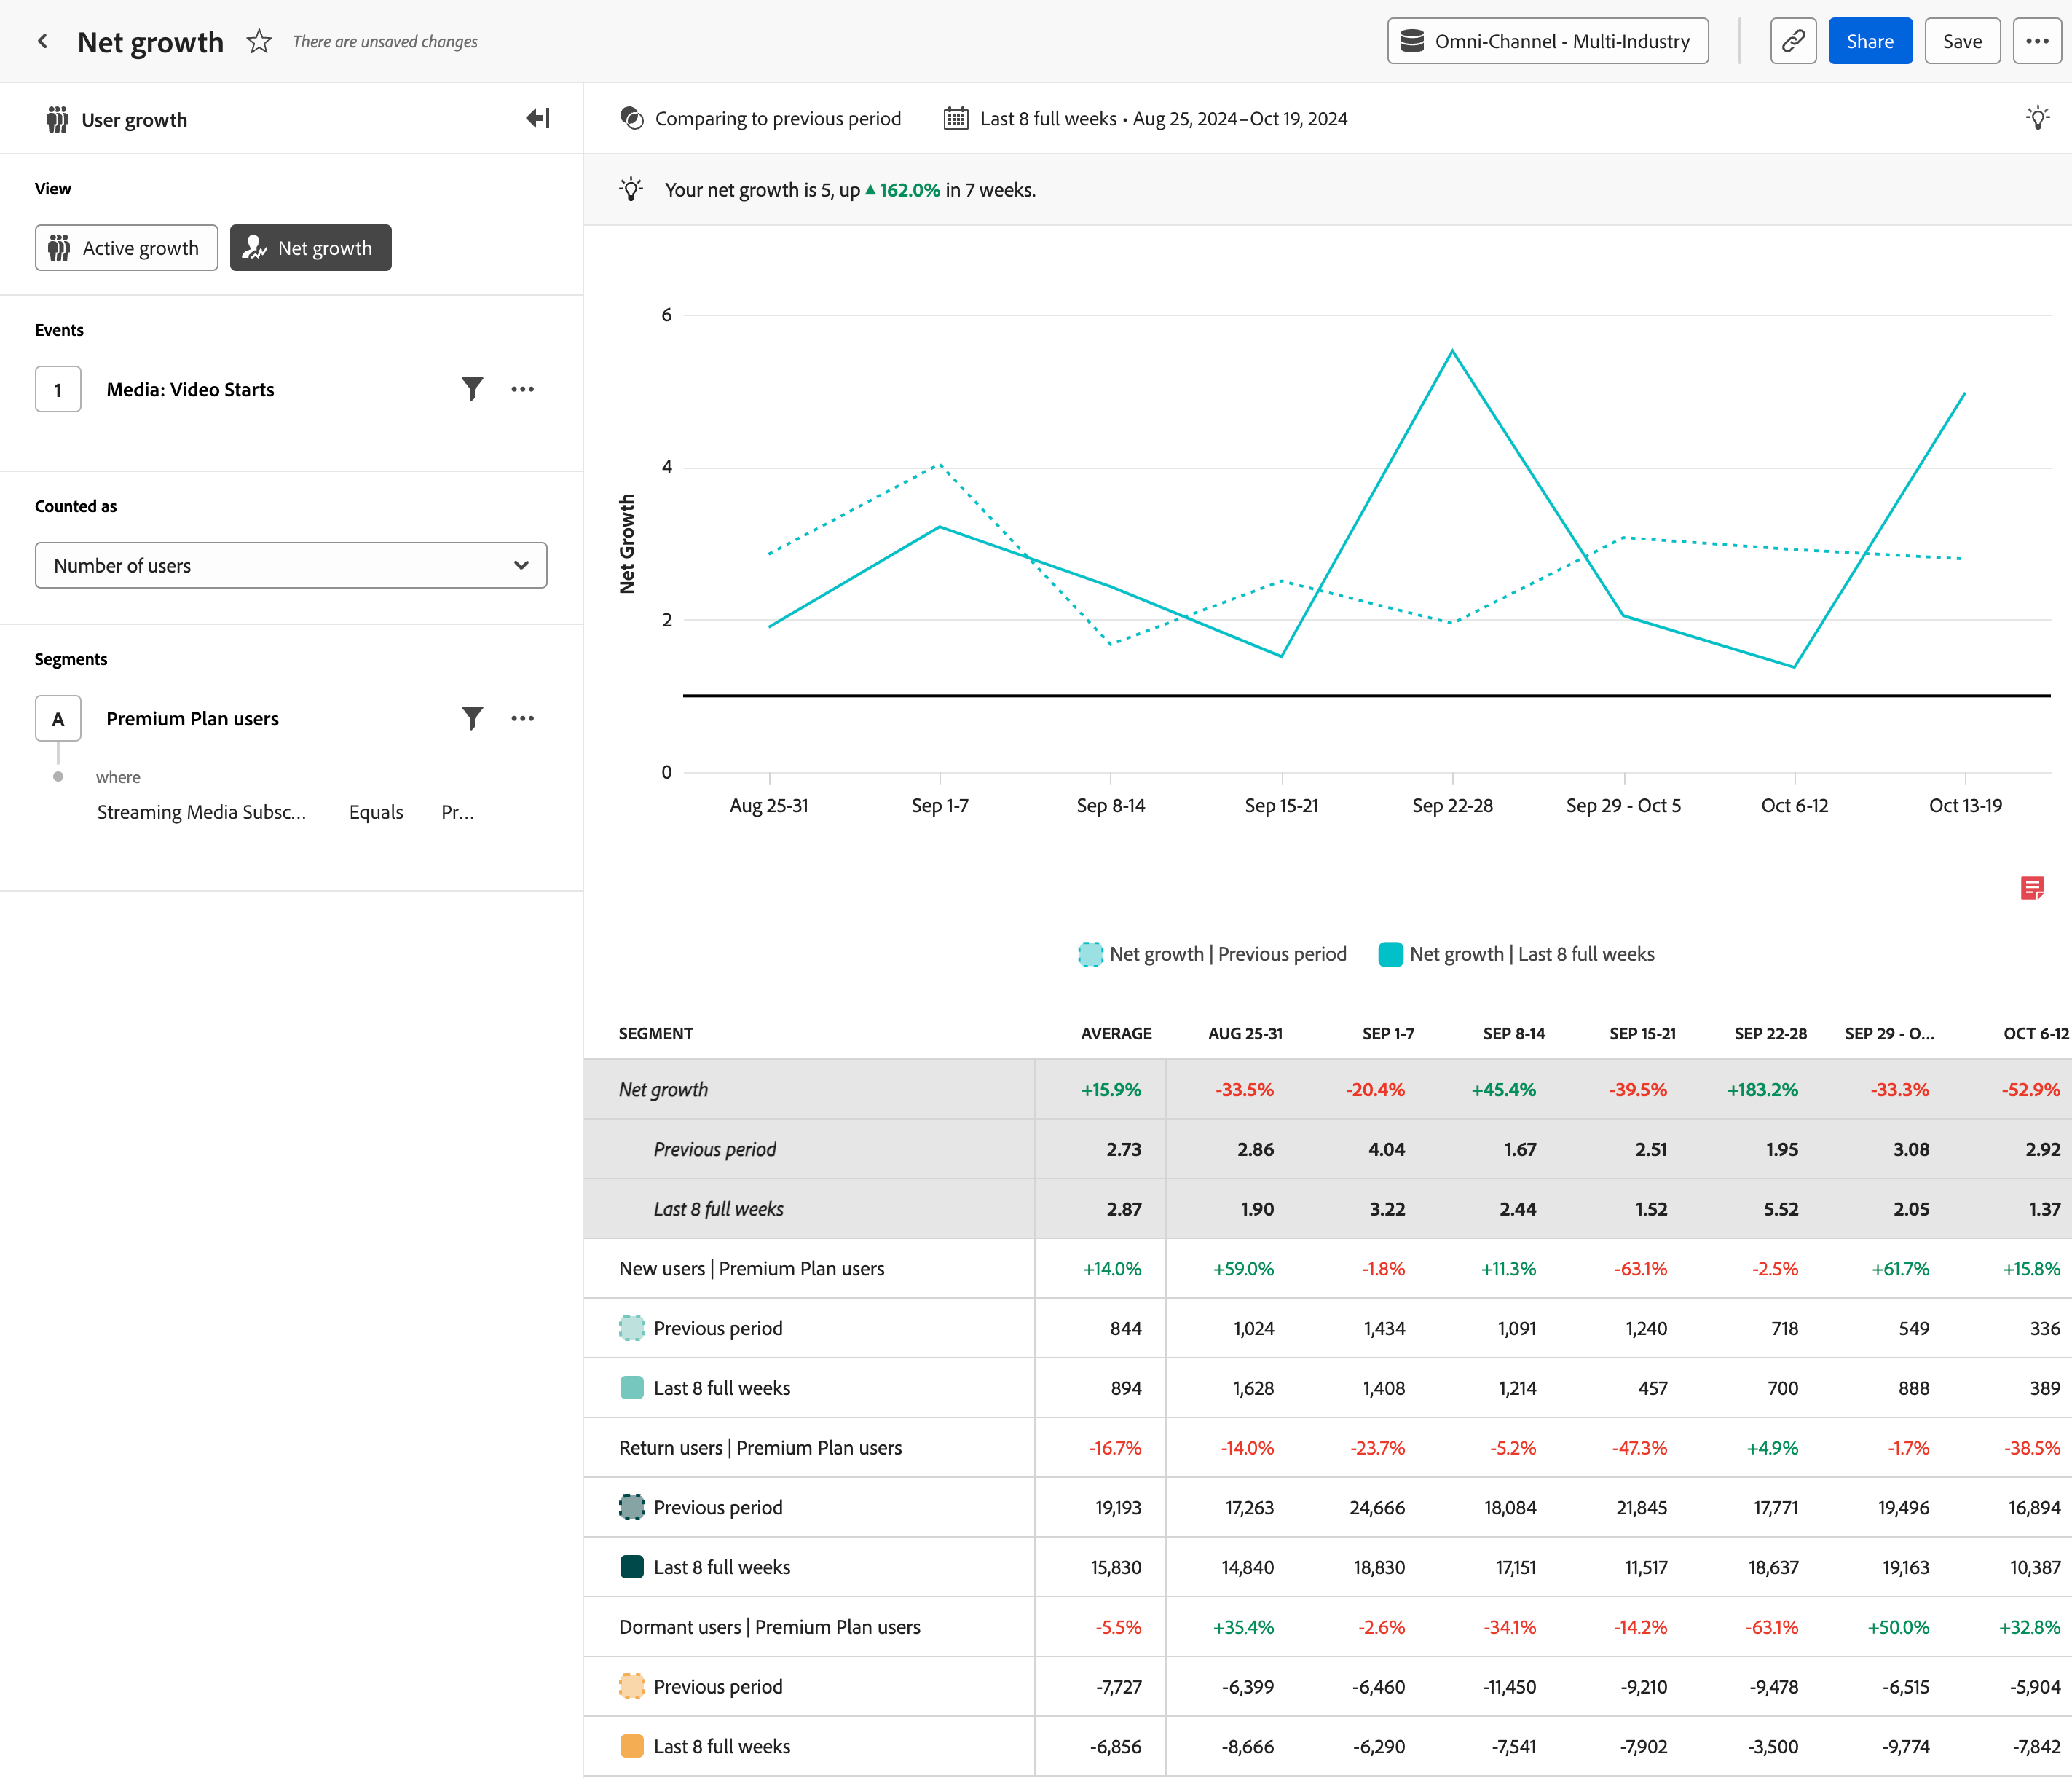 Net growth There are unsaved changes Omni-Channel - Multi-Industry Share Save
User growth
Comparing to previous period Last 8 full weeks • Aug 25, 2024–Oct 19, 2024
View
Your net growth is 5, up ▲162.0% in 7 weeks.
Active growth Net growth
Events
1 Media: Video Starts
Counted as
Number of users
Segments
A Premium Plan users
where
Streaming Media Subsc... Equals Pr...
Net Growth
6
4
2
0
Aug 25-31 Sep 1-7 Sep 8-14 Sep 15-21 Sep 22-28 Sep 29 - Oct 5 Oct 6-12 Oct 13-19
Net growth | Previous period Net growth | Last 8 full weeks
SEGMENT AVERAGE AUG 25-31 SEP 1-7 SEP 8-14 SEP 15-21 SEP 22-28 SEP 29 - O... OCT 6-12
Net growth +15.9% -33.5% -20.4% +45.4% -39.5% +183.2% -33.3% -52.9%
Previous period 2.73 2.86 4.04 1.67 2.51 1.95 3.08 2.92
Last 8 full weeks 2.87 1.90 3.22 2.44 1.52 5.52 2.05 1.37
New users | Premium Plan users +14.0% +59.0% -1.8% +11.3% -63.1% -2.5% +61.7% +15.8%
Previous period 844 1,024 1,434 1,091 1,240 718 549 336
Last 8 full weeks 894 1,628 1,408 1,214 457 700 888 389
Return users | Premium Plan users -16.7% -14.0% -23.7% -5.2% -47.3% +4.9% -1.7% -38.5%
Previous period 19,193 17,263 24,666 18,084 21,845 17,771 19,496 16,894
Last 8 full weeks 15,830 14,840 18,830 17,151 11,517 18,637 19,163 10,387
Dormant users | Premium Plan users -5.5% +35.4% -2.6% -34.1% -14.2% -63.1% +50.0% +32.8%
Previous period -7,727 -6,399 -6,460 -11,450 -9,210 -9,478 -6,515 -5,904
Last 8 full weeks -6,856 -8,666 -6,290 -7,541 -7,902 -3,500 -9,774 -7,842